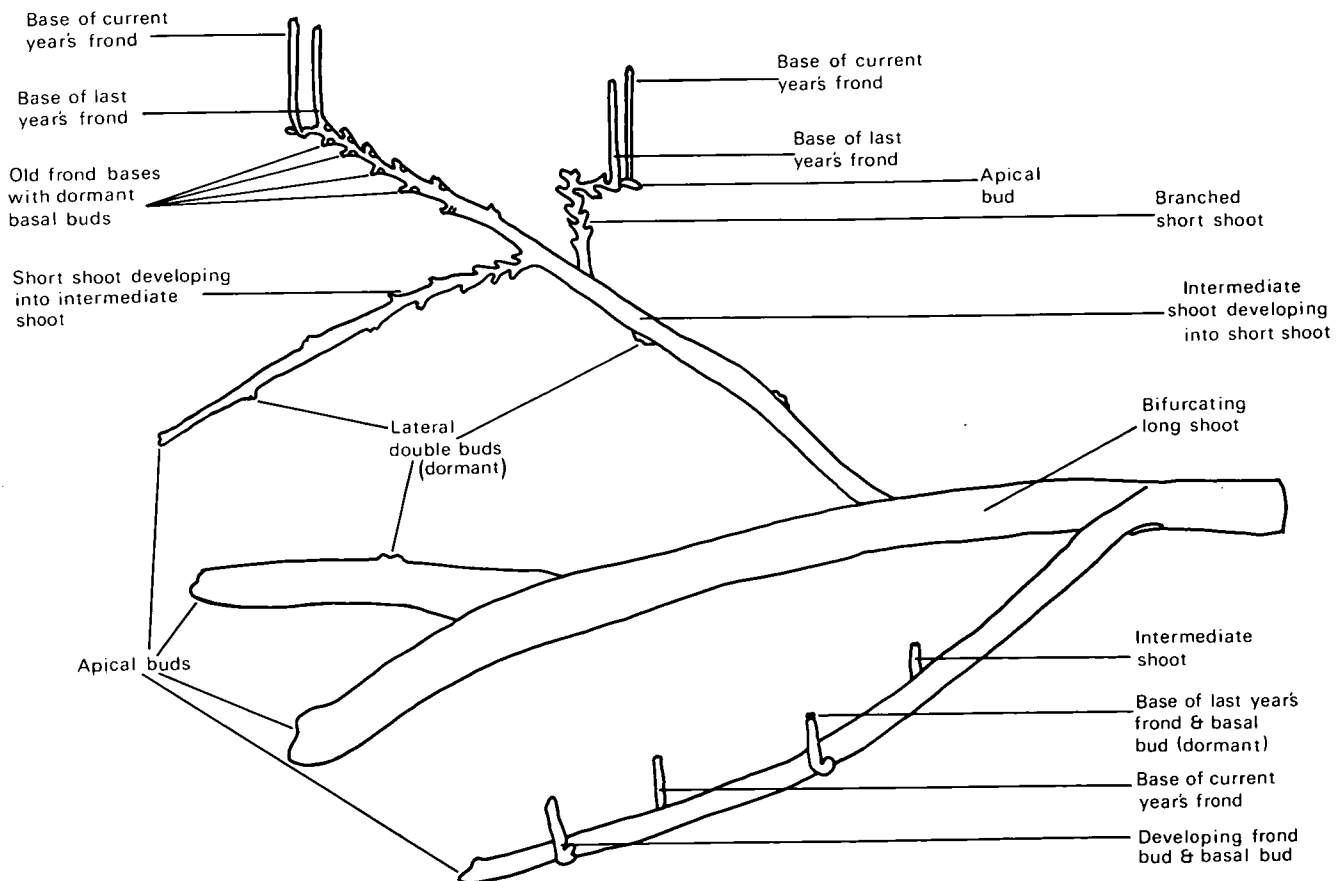 Base of current
year's frond
Base of last
year's frond
Old frond bases
with dormant
basal buds
Short shoot developing
into intermediate
shoot
Base of current
year's frond
Base of last
year's frond
Apical
bud
Branched
short shoot
Intermediate
shoot developing
into short shoot
Bifurcating
long shoot
Lateral
double buds
(dormant)
Apical buds
Intermediate
shoot
Base of last year's
frond & basal
bud (dormant)
Base of current
year's frond
Developing frond
bud & basal bud